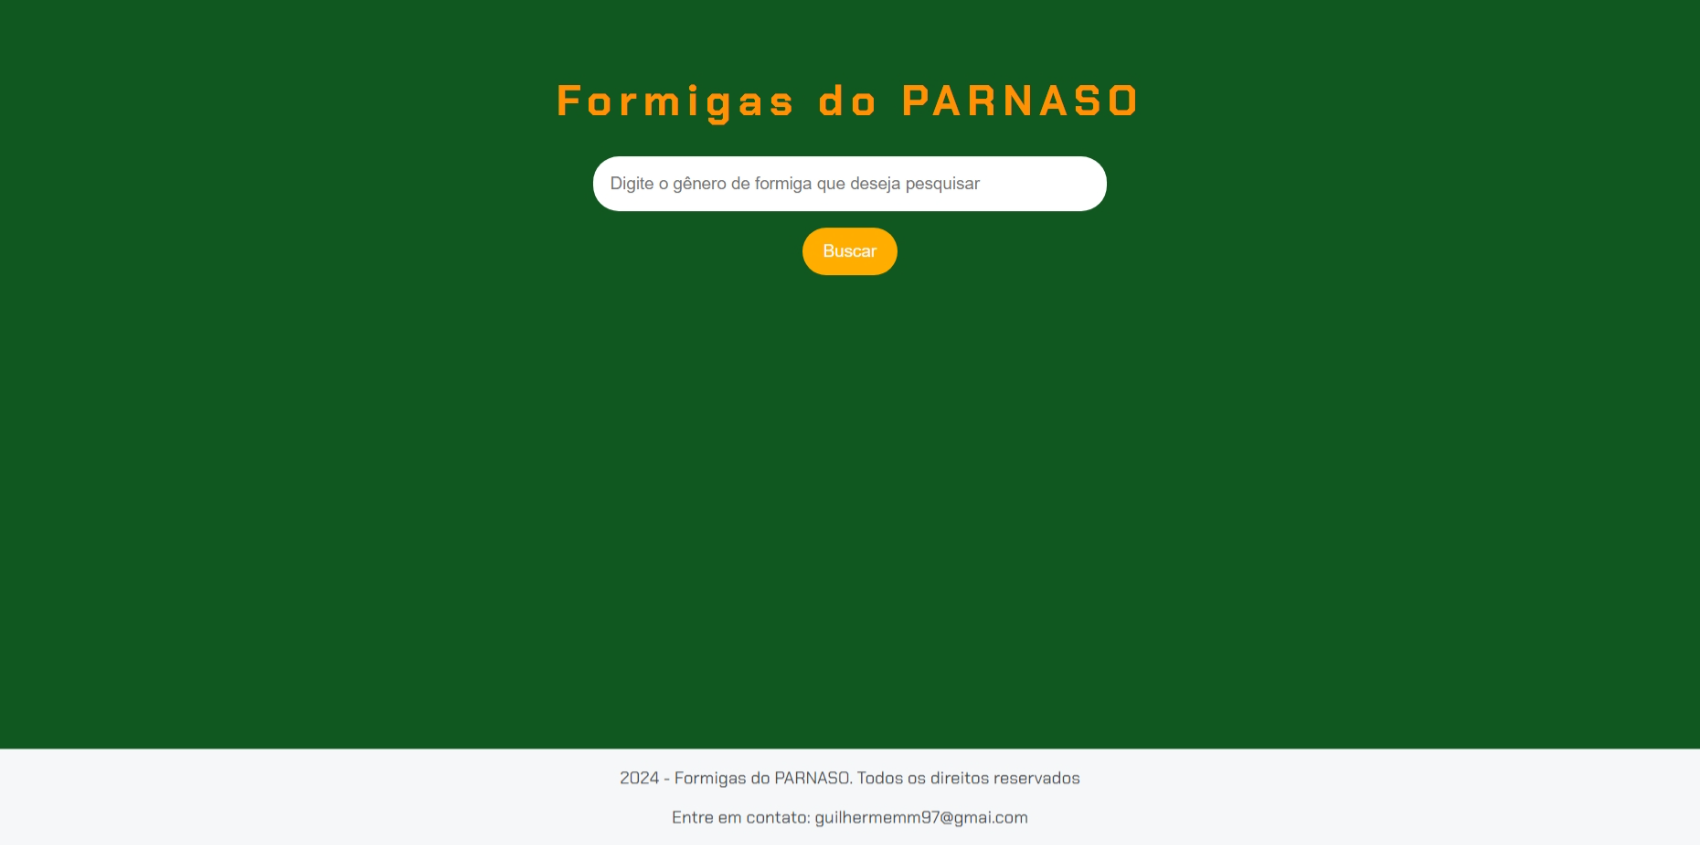 Formigas do PARNASO
Digite o gênero de formiga que deseja pesquisar
Buscar
2024 - Formigas do PARNASO. Todos os direitos reservados
Entre em contato: guilhermemm97@gmai.com